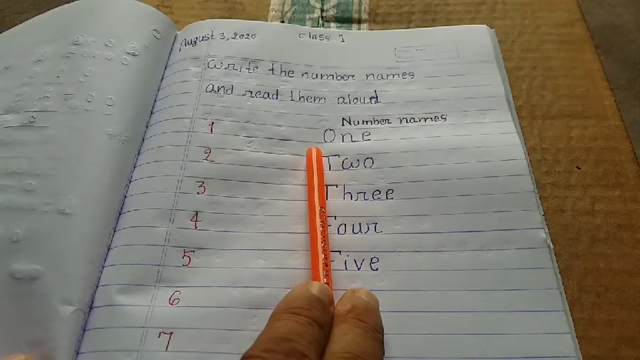 August 3, 2020 Class 1
Write the number names
and read them aloud
Number names
1 One
2 Two
3 Three
4 Four
5 Five
6
7